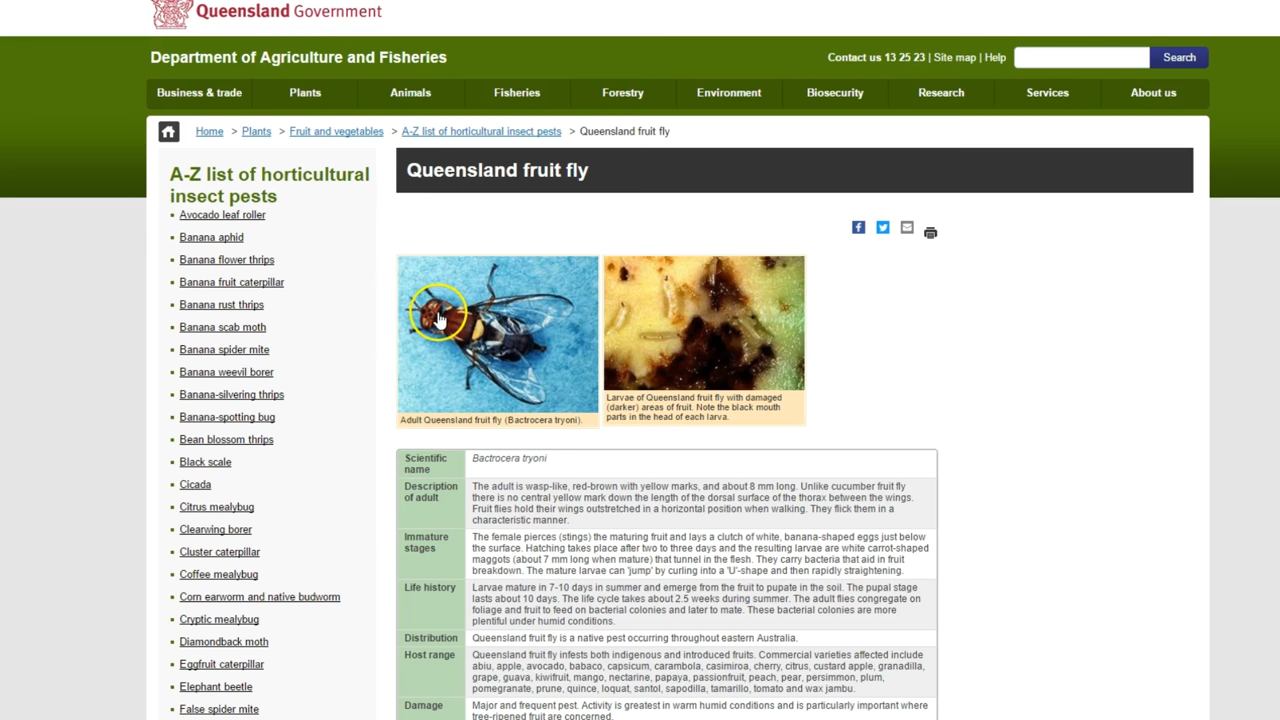 Queensland Government
Department of Agriculture and Fisheries
Contact us 13 25 23 | Site map | Help
Search
Business & trade
Plants
Animals
Fisheries
Forestry
Environment
Biosecurity
Research
Services
About us
Home > Plants > Fruit and vegetables > A-Z list of horticultural insect pests > Queensland fruit fly
A-Z list of horticultural
insect pests
Avocado leaf roller
Banana aphid
Banana flower thrips
Banana fruit caterpillar
Banana rust thrips
Banana scab moth
Banana spider mite
Banana weevil borer
Banana-silvering thrips
Banana-spotting bug
Bean blossom thrips
Black scale
Cicada
Citrus mealybug
Clearwing borer
Cluster caterpillar
Coffee mealybug
Corn earworm and native budworm
Cryptic mealybug
Diamondback moth
Eggfruit caterpillar
Elephant beetle
False spider mite
Queensland fruit fly
Adult Queensland fruit fly (Bactrocera tryoni).
Larvae of Queensland fruit fly with damaged
(darker) areas of fruit. Note the black mouth
parts in the head of each larva.
Scientific
name
Bactrocera tryoni
Description
of adult
The adult is wasp-like, red-brown with yellow marks, and about 8 mm long. Unlike cucumber fruit fly
there is no central yellow mark down the length of the dorsal surface of the thorax between the wings.
Fruit flies hold their wings outstretched in a horizontal position when walking. They flick them in a
characteristic manner.
Immature
stages
The female pierces (stings) the maturing fruit and lays a clutch of white, banana-shaped eggs just below
the surface. Hatching takes place after two to three days and the resulting larvae are white carrot-shaped
maggots (about 7 mm long when mature) that tunnel in the flesh. They carry bacteria that aid in fruit
breakdown. The mature larvae can 'jump' by curling into a 'U'-shape and then rapidly straightening.
Life history
Larvae mature in 7-10 days in summer and emerge from the fruit to pupate in the soil. The pupal stage
lasts about 10 days. The life cycle takes about 2.5 weeks during summer. The adult flies congregate on
foliage and fruit to feed on bacterial colonies and later to mate. These bacterial colonies are more
plentiful under humid conditions.
Distribution
Queensland fruit fly is a native pest occurring throughout eastern Australia.
Host range
Queensland fruit fly infests both indigenous and introduced fruits. Commercial varieties affected include
abiu, apple, avocado, babaco, capsicum, carambola, casimiroa, cherry, citrus, custard apple, granadilla,
grape, guava, kiwifruit, mango, nectarine, papaya, passionfruit, peach, pear, persimmon, plum,
pomegranate, prune, quince, loquat, santol, sapodilla, tamarillo, tomato and wax jambu.
Damage
Major and frequent pest. Activity is greatest in warm humid conditions and is particularly important where
tree-ripened fruit are concerned.